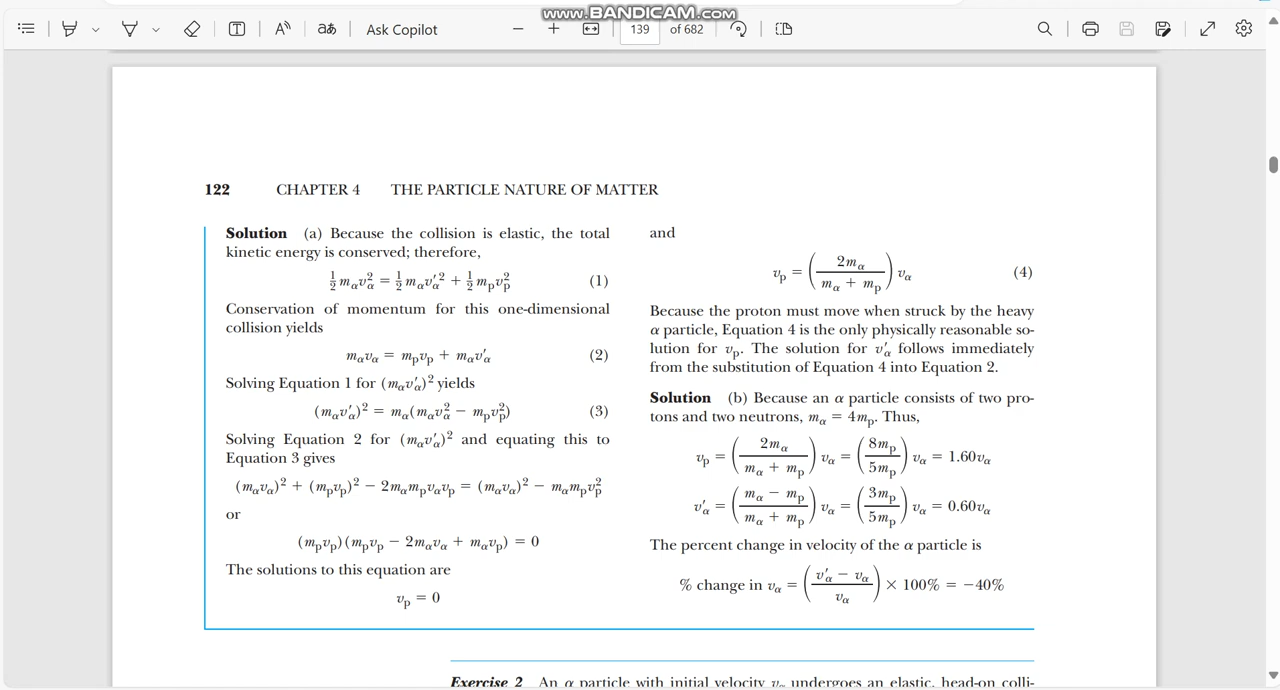 www.BANDICAM.com
Ask Copilot
139 of 682
122 CHAPTER 4 THE PARTICLE NATURE OF MATTER
Solution (a) Because the collision is elastic, the total
kinetic energy is conserved; therefore,
½ mαvα² = ½ mαv′α² + ½ mpvp² (1)
Conservation of momentum for this one-dimensional
collision yields
mαvα = mpvp + mαv′α (2)
Solving Equation 1 for (mαv′α)² yields
(mαv′α)² = mα(mαvα² − mpvp²) (3)
Solving Equation 2 for (mαv′α)² and equating this to
Equation 3 gives
(mαvα)² + (mpvp)² − 2mαmpvαvp = (mαvα)² − mαmpvp²
or
(mpvp)(mpvp − 2mαvα + mαvp) = 0
The solutions to this equation are
vp = 0
and
vp = (2mα / (mα + mp)) vα (4)
Because the proton must move when struck by the heavy
α particle, Equation 4 is the only physically reasonable so-
lution for vp. The solution for v′α follows immediately
from the substitution of Equation 4 into Equation 2.
Solution (b) Because an α particle consists of two pro-
tons and two neutrons, mα = 4mp. Thus,
vp = (2mα / (mα + mp)) vα = (8mp / 5mp) vα = 1.60vα
v′α = ((mα − mp) / (mα + mp)) vα = (3mp / 5mp) vα = 0.60vα
The percent change in velocity of the α particle is
% change in vα = ((v′α − vα) / vα) × 100% = −40%
Exercise 2 An α particle with initial velocity vα undergoes an elastic, head-on colli-